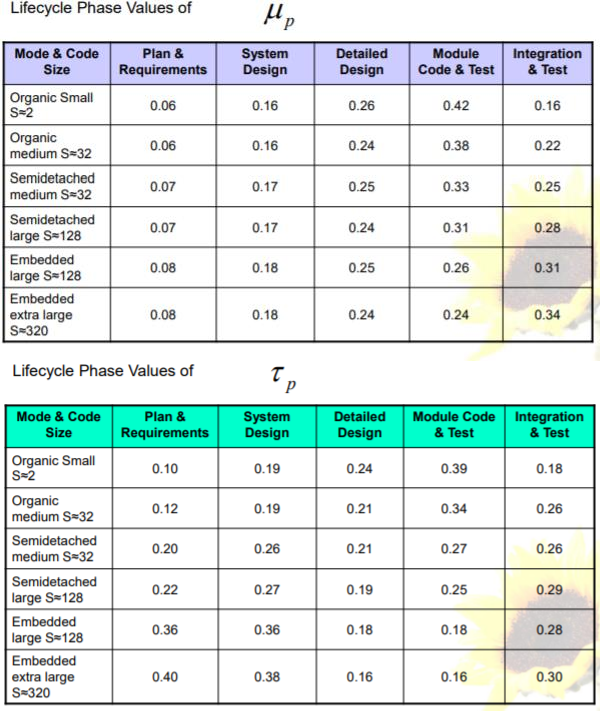 Lifecycle Phase Values of μp
Mode & Code Size | Plan & Requirements | System Design | Detailed Design | Module Code & Test | Integration & Test
Organic Small S≈2 | 0.06 | 0.16 | 0.26 | 0.42 | 0.16
Organic medium S≈32 | 0.06 | 0.16 | 0.24 | 0.38 | 0.22
Semidetached medium S≈32 | 0.07 | 0.17 | 0.25 | 0.33 | 0.25
Semidetached large S≈128 | 0.07 | 0.17 | 0.24 | 0.31 | 0.28
Embedded large S≈128 | 0.08 | 0.18 | 0.25 | 0.26 | 0.31
Embedded extra large S≈320 | 0.08 | 0.18 | 0.24 | 0.24 | 0.34
Lifecycle Phase Values of τp
Mode & Code Size | Plan & Requirements | System Design | Detailed Design | Module Code & Test | Integration & Test
Organic Small S≈2 | 0.10 | 0.19 | 0.24 | 0.39 | 0.18
Organic medium S≈32 | 0.12 | 0.19 | 0.21 | 0.34 | 0.26
Semidetached medium S≈32 | 0.20 | 0.26 | 0.21 | 0.27 | 0.26
Semidetached large S≈128 | 0.22 | 0.27 | 0.19 | 0.25 | 0.29
Embedded large S≈128 | 0.36 | 0.36 | 0.18 | 0.18 | 0.28
Embedded extra large S≈320 | 0.40 | 0.38 | 0.16 | 0.16 | 0.30